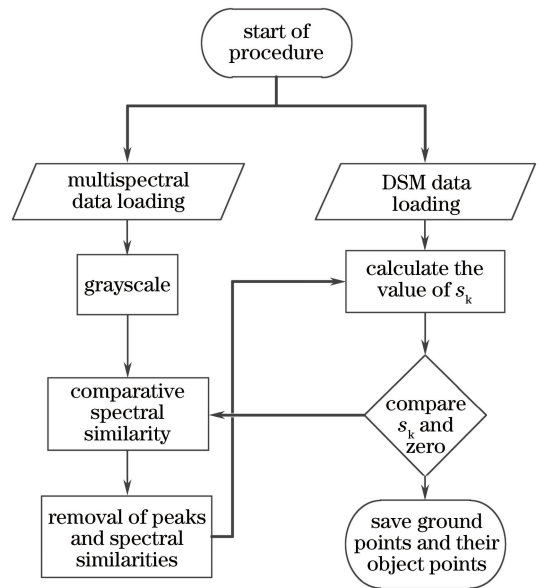 start of
procedure
multispectral
data loading
DSM data
loading
grayscale
calculate the
value of sk
comparative
spectral
similarity
compare
sk and
zero
removal of peaks
and spectral
similarities
save ground
points and their
object points